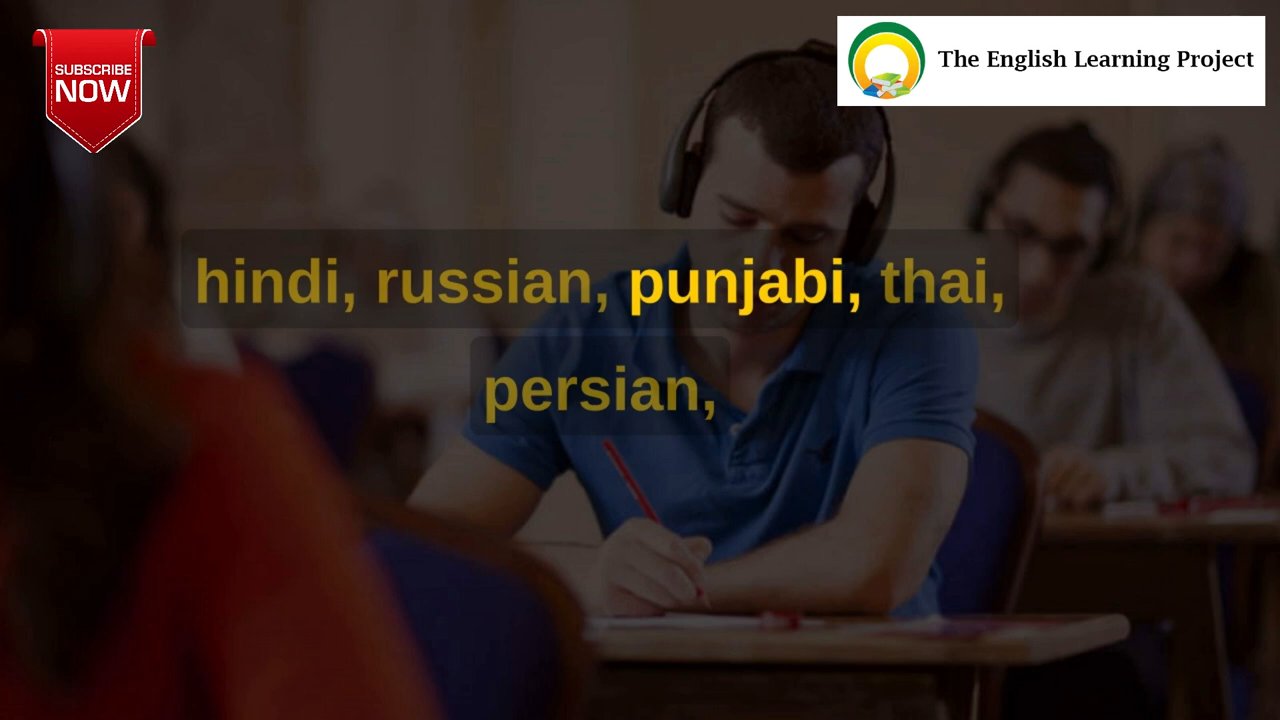 SUBSCRIBE
NOW
The English Learning Project
hindi, russian, punjabi, thai,
persian,